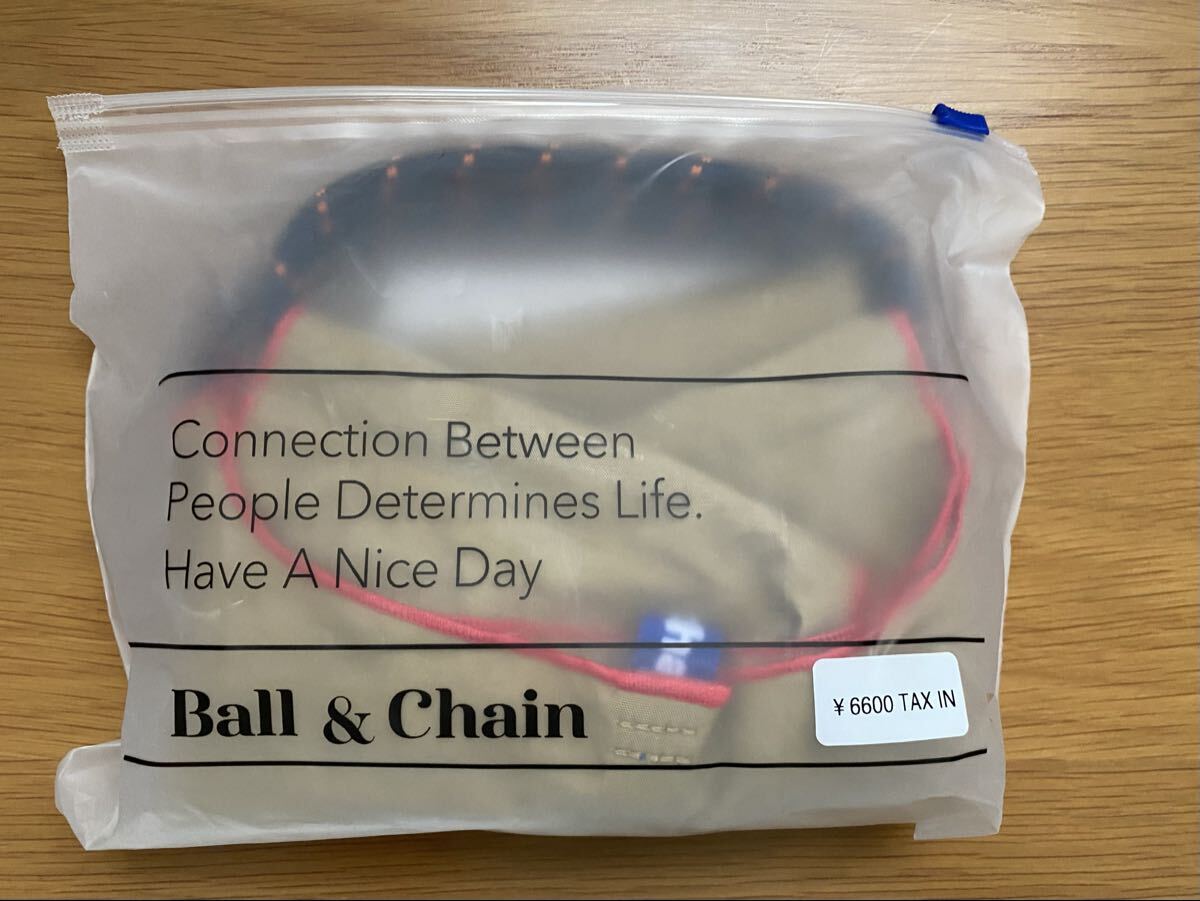 Connection Between
People Determines Life.
Have A Nice Day
Ball & Chain
¥6600 TAX IN